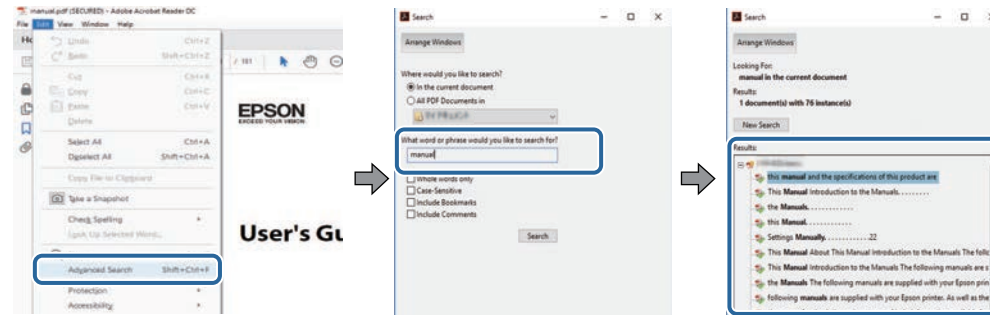 manual.pdf (SECURED) - Adobe Acrobat Reader DC
File Edit View Window Help
Undo Ctrl+Z
Redo Shift+Ctrl+Z
Cut Ctrl+X
Copy Ctrl+C
Paste Ctrl+V
Delete
Select All Ctrl+A
Deselect All Shift+Ctrl+A
Copy File to Clipboard
Take a Snapshot
Check Spelling
Look Up Selected Word...
Advanced Search Shift+Ctrl+F
Protection
Accessibility
/ 181
EPSON
EXCEED YOUR VISION
User's Gu
Search
Arrange Windows
Where would you like to search?
In the current document
All PDF Documents in
What word or phrase would you like to search for?
manual
Whole words only
Case-Sensitive
Include Bookmarks
Include Comments
Search
Search
Arrange Windows
Looking For:
manual in the current document
Results:
1 document(s) with 76 instance(s)
New Search
Results:
this manual and the specifications of this product are
This Manual Introduction to the Manuals. . . . . . . . .
the Manuals. . . . . . . . . . . . .
this Manual. . . . . . . . . . . . .
Settings Manually. . . . . . . . . . . . 22
This Manual About This Manual Introduction to the Manuals The follo
This Manual Introduction to the Manuals The following manuals are s
the Manuals The following manuals are supplied with your Epson prin
following manuals are supplied with your Epson printer. As well as the